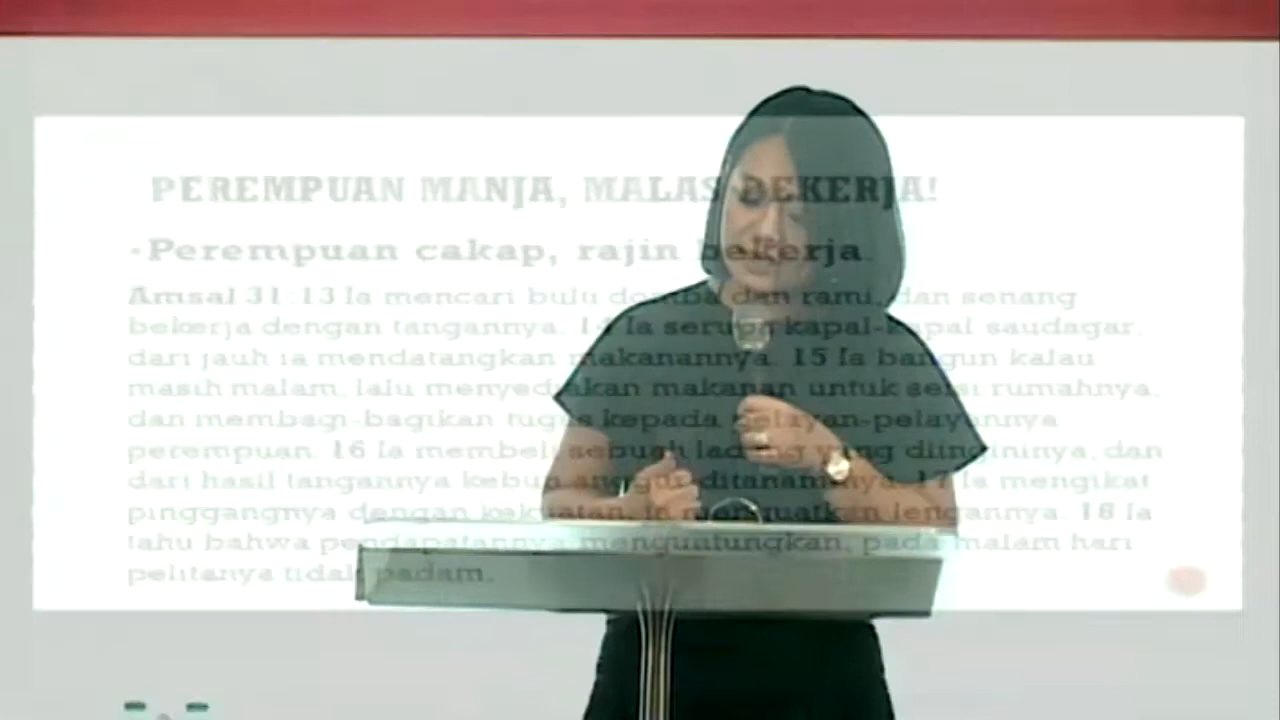 PEREMPUAN MANJA, MALAS BEKERJA!
-Perempuan cakap, rajin bekerja.
Amsal 31:13 Ia mencari bulu domba dan rami, dan senang
bekerja dengan tangannya. 14 Ia serupa kapal-kapal saudagar,
dari jauh ia mendatangkan makanannya. 15 Ia bangun kalau
masih malam, lalu menyediakan makanan untuk seisi rumahnya,
dan membagi-bagikan tugas kepada pelayan-pelayannya
perempuan. 16 Ia membeli sebuah ladang yang diingininya, dan
dari hasil tangannya kebun anggur ditanaminya. 17 Ia mengikat
pinggangnya dengan kekuatan, ia menguatkan lengannya. 18 Ia
tahu bahwa pendapatannya menguntungkan, pada malam hari
pelitanya tidak padam.